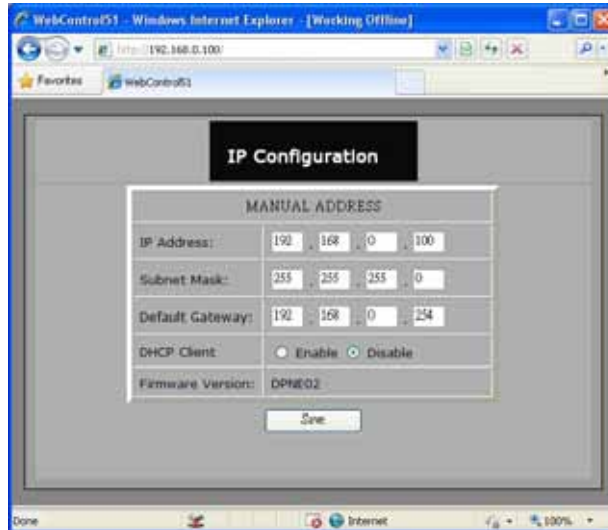 WebControl51 - Windows Internet Explorer - [Working Offline]
http://192.168.0.100/
Favorites WebControl51
IP Configuration
MANUAL ADDRESS
IP Address: 192 . 168 . 0 . 100
Subnet Mask: 255 . 255 . 255 . 0
Default Gateway: 192 . 168 . 0 . 254
DHCP Client Enable Disable
Firmware Version: DPNE02
Save
Done Internet 100%